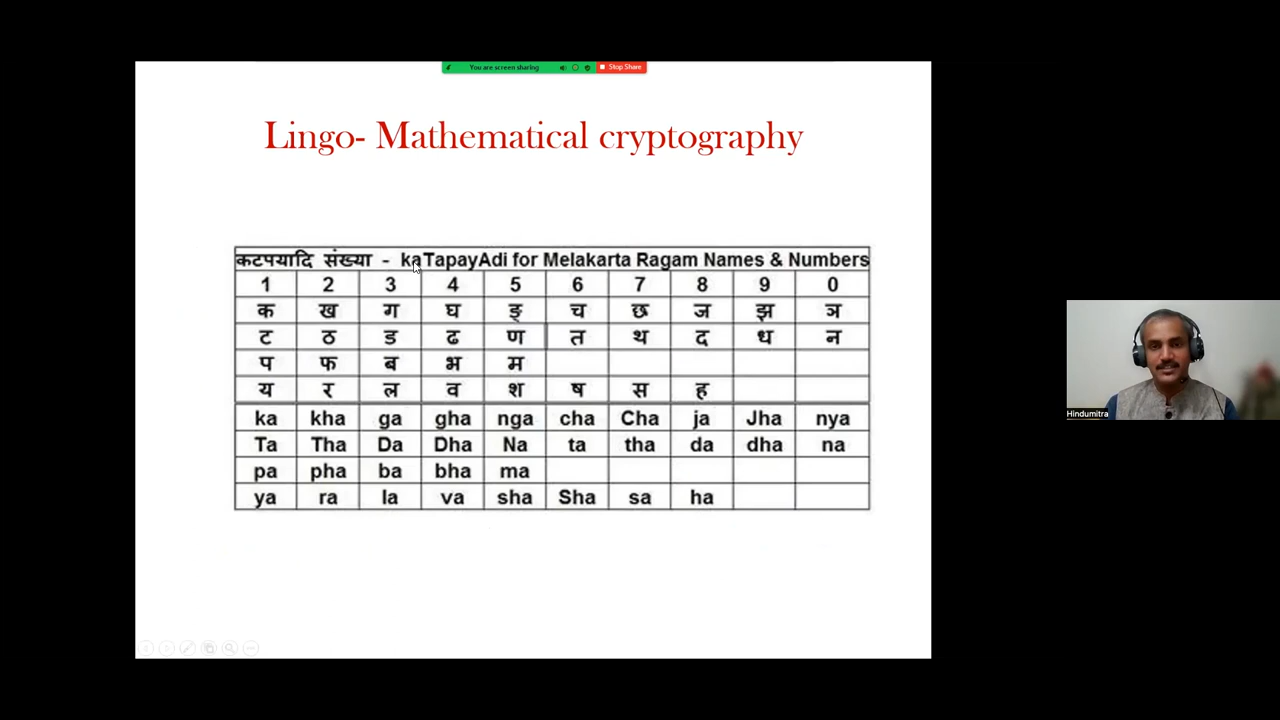 You are screen sharing Stop Share
Lingo- Mathematical cryptography
कटपयादि संख्या - kaTapayAdi for Melakarta Ragam Names & Numbers
1 2 3 4 5 6 7 8 9 0
क ख ग घ ङ च छ ज झ ञ
ट ठ ड ढ ण त थ द ध न
प फ ब भ म
य र ल व श ष स ह
ka kha ga gha nga cha Cha ja Jha nya
Ta Tha Da Dha Na ta tha da dha na
pa pha ba bha ma
ya ra la va sha Sha sa ha
Hindumitra